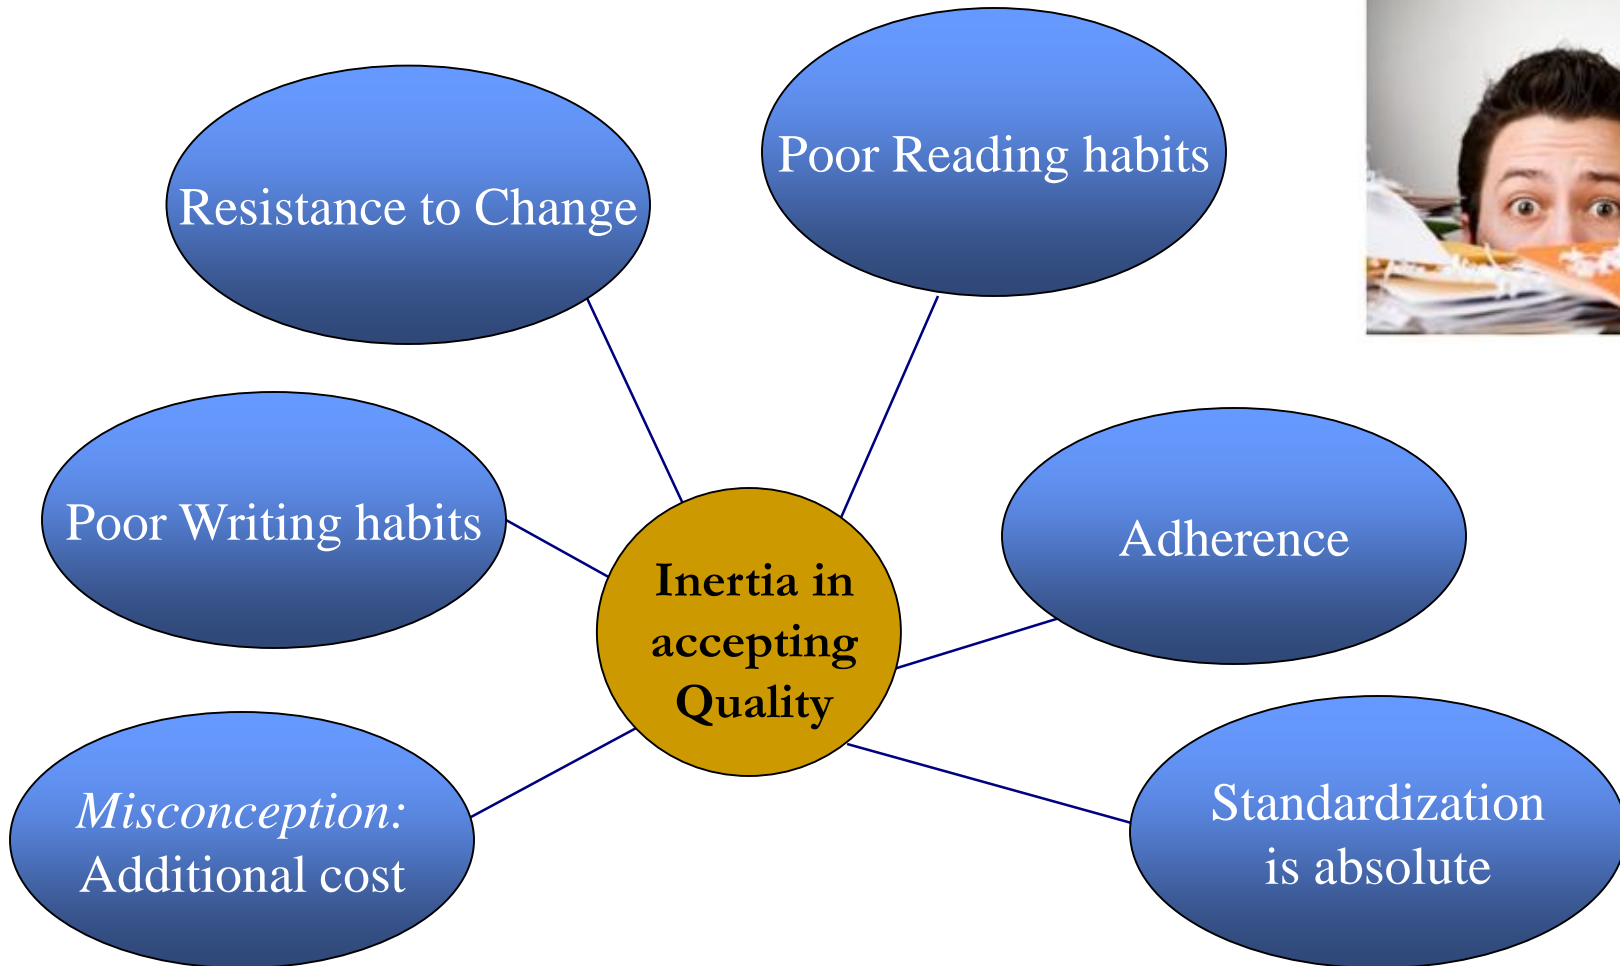 Poor Reading habits
Resistance to Change
Poor Writing habits
Adherence
Inertia in
accepting
Quality
Misconception:
Additional cost
Standardization
is absolute